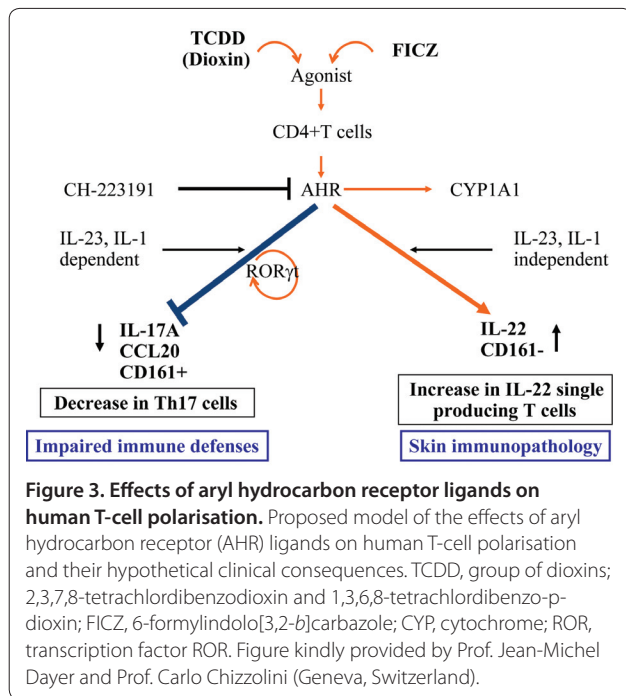 TCDD
(Dioxin)
FICZ
Agonist
CD4+T cells
CH-223191
AHR
CYP1A1
IL-23, IL-1
dependent
IL-23, IL-1
independent
RORγt
IL-17A
CCL20
CD161+
IL-22
CD161-
Decrease in Th17 cells
Increase in IL-22 single
producing T cells
Impaired immune defenses
Skin immunopathology
Figure 3. Effects of aryl hydrocarbon receptor ligands on
human T-cell polarisation. Proposed model of the effects of aryl
hydrocarbon receptor (AHR) ligands on human T-cell polarisation
and their hypothetical clinical consequences. TCDD, group of dioxins;
2,3,7,8-tetrachlordibenzodioxin and 1,3,6,8-tetrachlordibenzo-p-
dioxin; FICZ, 6-formylindolo[3,2-b]carbazole; CYP, cytochrome; ROR,
transcription factor ROR. Figure kindly provided by Prof. Jean-Michel
Dayer and Prof. Carlo Chizzolini (Geneva, Switzerland).